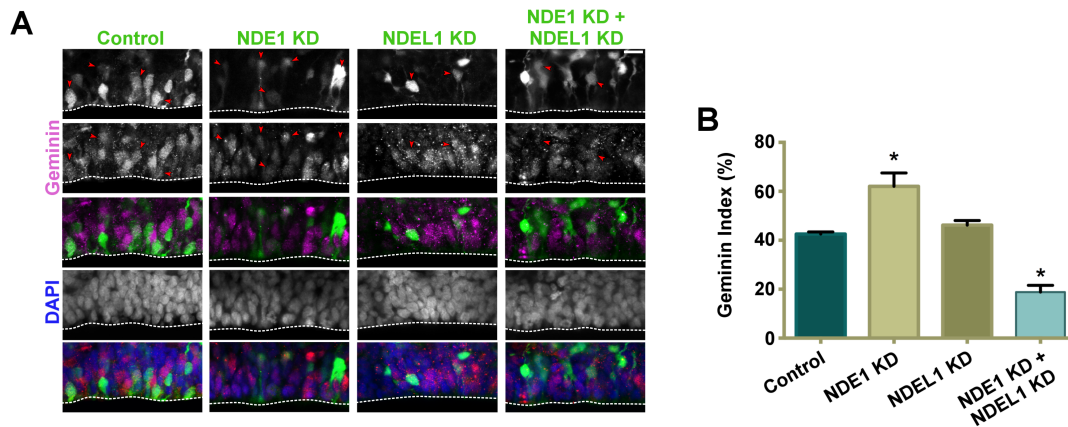 A
Control
NDE1 KD
NDEL1 KD
NDE1 KD +
NDEL1 KD
Geminin
DAPI
B
Geminin Index (%)
80
60
40
20
0
*
*
Control
NDE1 KD
NDEL1 KD
NDE1 KD +
NDEL1 KD